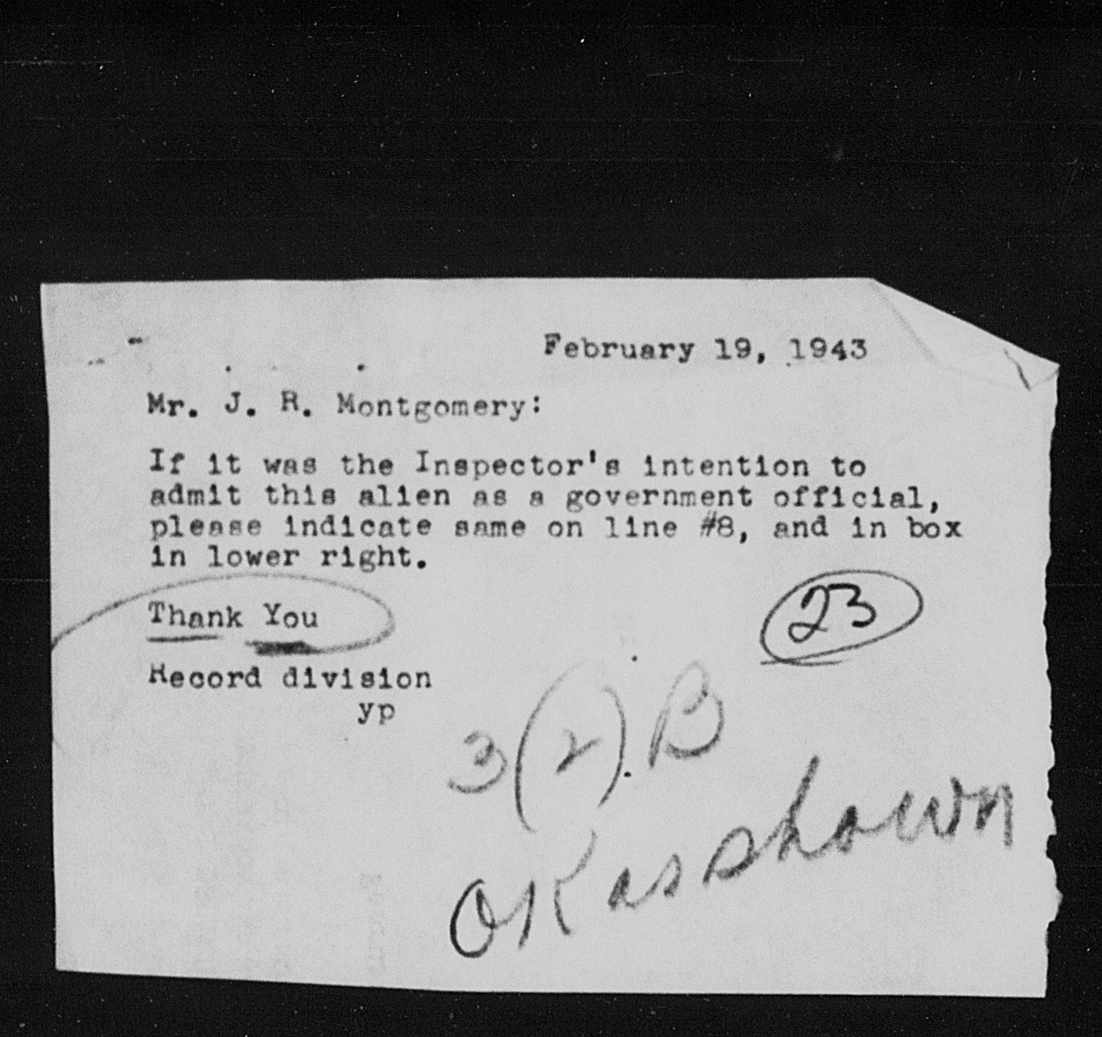 February 19, 1943
Mr. J. R. Montgomery:
If it was the Inspector's intention to
admit this alien as a government official,
please indicate same on line #8, and in box
in lower right.
Thank You
23
Record division
yp
3(2).B
OK as shown